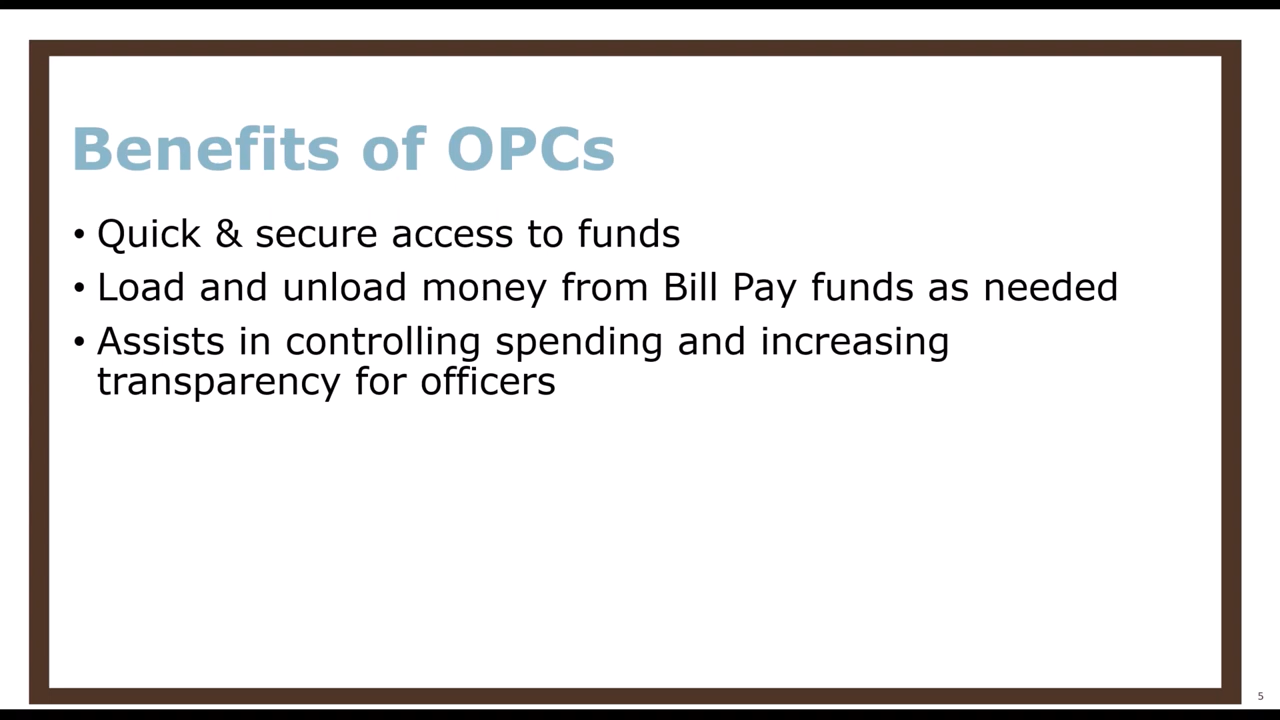 Benefits of OPCs
• Quick & secure access to funds
• Load and unload money from Bill Pay funds as needed
• Assists in controlling spending and increasing
transparency for officers
5